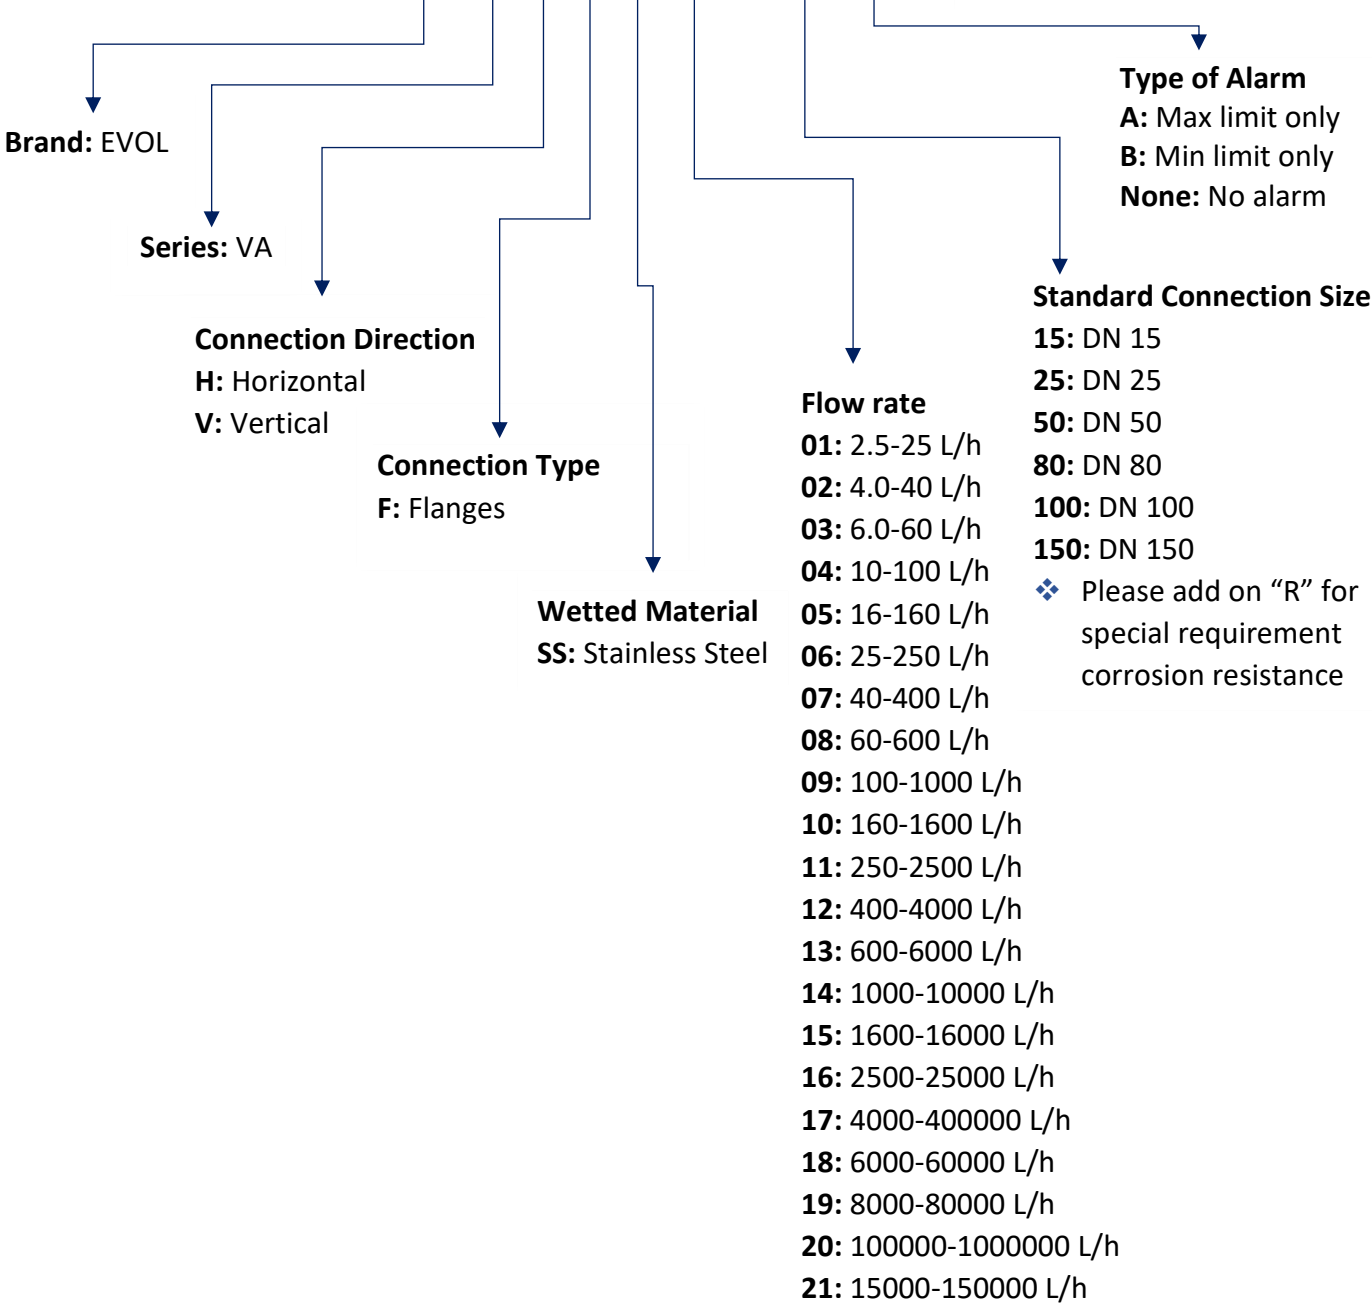 Brand: EVOL
Series: VA
Connection Direction
H: Horizontal
V: Vertical
Connection Type
F: Flanges
Wetted Material
SS: Stainless Steel
Flow rate
01: 2.5-25 L/h
02: 4.0-40 L/h
03: 6.0-60 L/h
04: 10-100 L/h
05: 16-160 L/h
06: 25-250 L/h
07: 40-400 L/h
08: 60-600 L/h
09: 100-1000 L/h
10: 160-1600 L/h
11: 250-2500 L/h
12: 400-4000 L/h
13: 600-6000 L/h
14: 1000-10000 L/h
15: 1600-16000 L/h
16: 2500-25000 L/h
17: 4000-400000 L/h
18: 6000-60000 L/h
19: 8000-80000 L/h
20: 100000-1000000 L/h
21: 15000-150000 L/h
Standard Connection Size
15: DN 15
25: DN 25
50: DN 50
80: DN 80
100: DN 100
150: DN 150
❖ Please add on “R” for
special requirement
corrosion resistance
Type of Alarm
A: Max limit only
B: Min limit only
None: No alarm